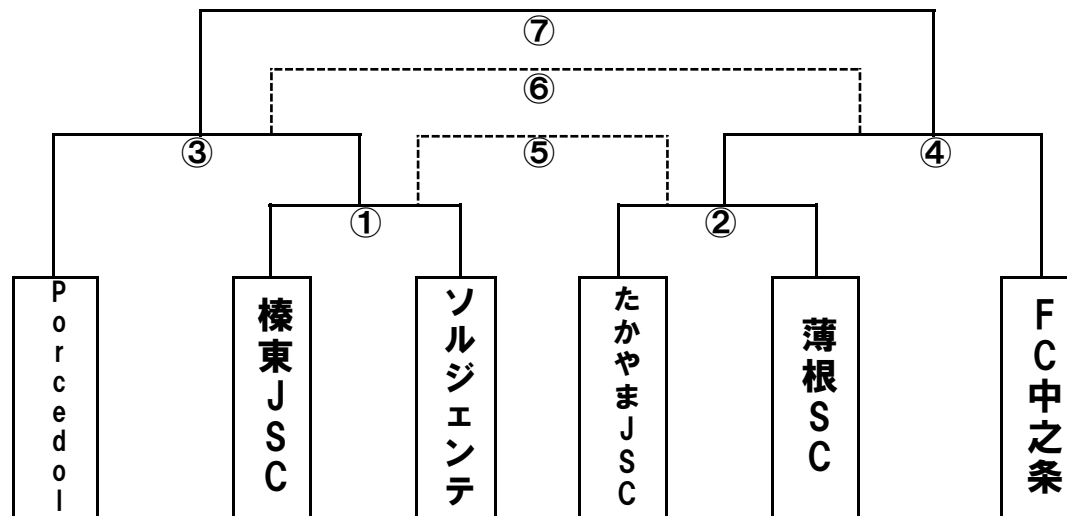 ⑦
⑥
③
⑤
④
①
②
Porcedol
榛東JSC
ソルジェンテ
たかやまJSC
薄根SC
FC中之条